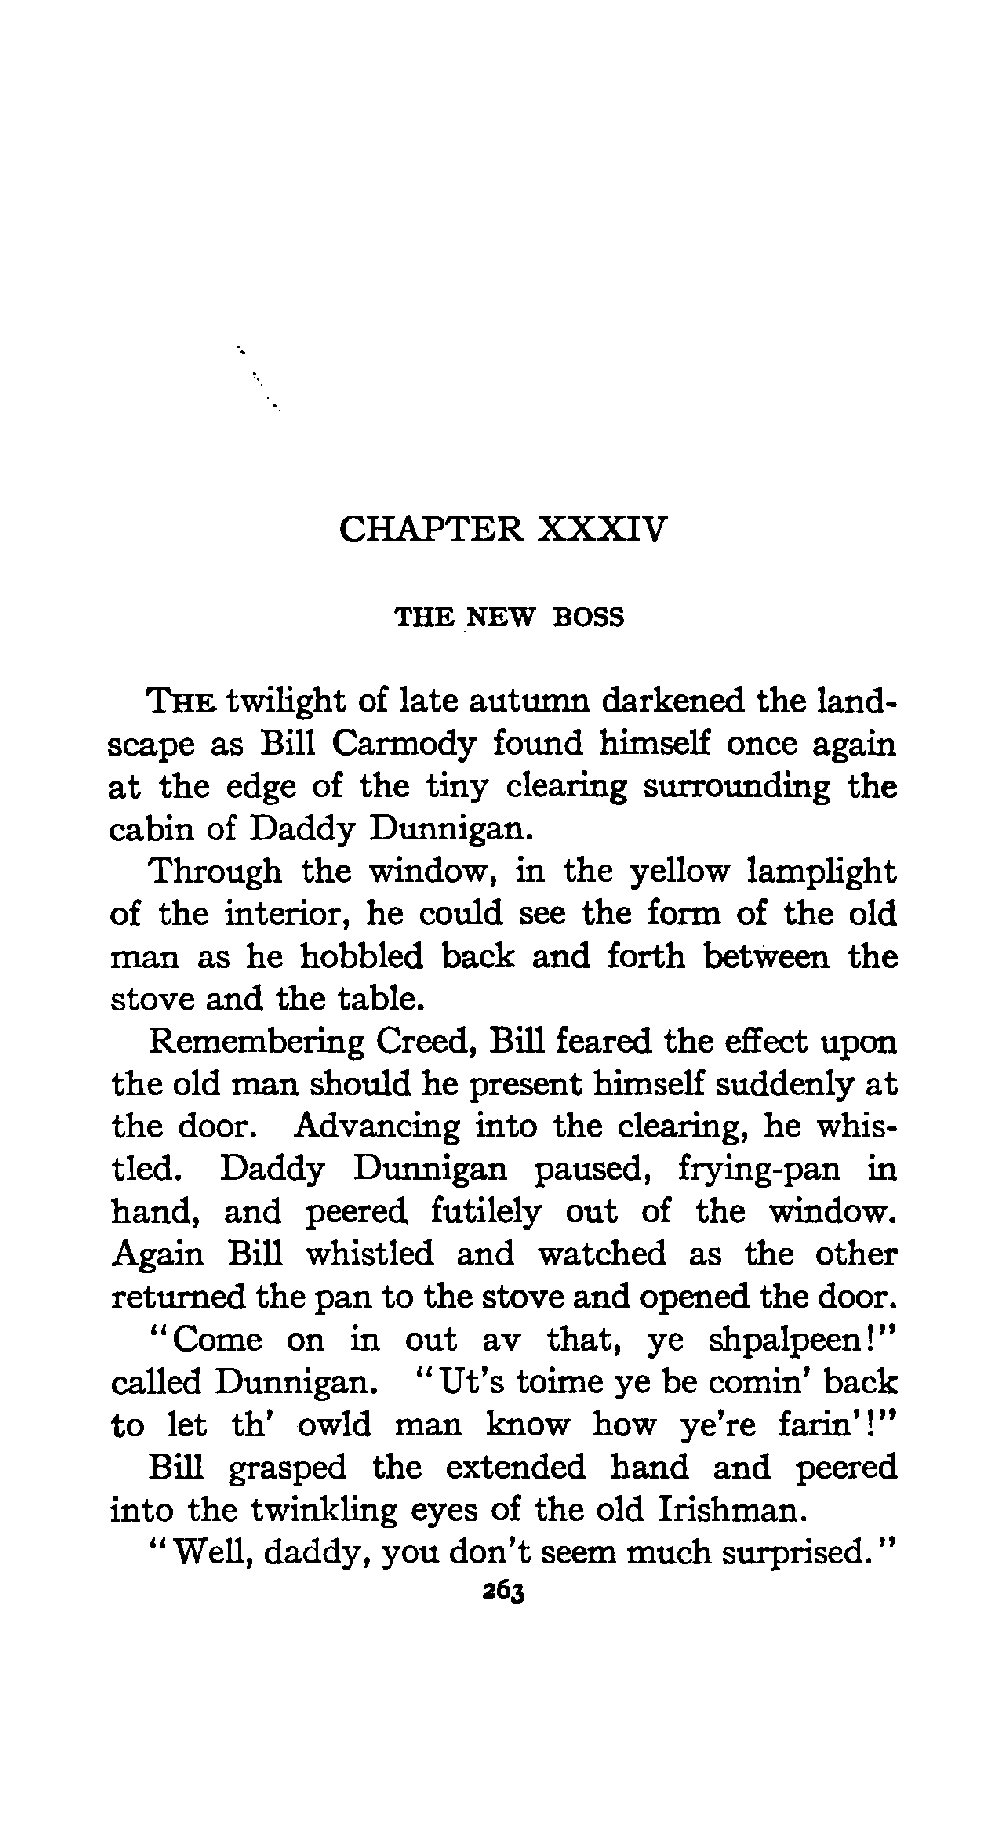 CHAPTER XXXIV
THE NEW BOSS
THE twilight of late autumn darkened the land-
scape as Bill Carmody found himself once again
at the edge of the tiny clearing surrounding the
cabin of Daddy Dunnigan.
Through the window, in the yellow lamplight
of the interior, he could see the form of the old
man as he hobbled back and forth between the
stove and the table.
Remembering Creed, Bill feared the effect upon
the old man should he present himself suddenly at
the door. Advancing into the clearing, he whis-
tled. Daddy Dunnigan paused, frying-pan in
hand, and peered futilely out of the window.
Again Bill whistled and watched as the other
returned the pan to the stove and opened the door.
"Come on in out av that, ye shpalpeen!"
called Dunnigan. "Ut's toime ye be comin' back
to let th' owld man know how ye're farin'!"
Bill grasped the extended hand and peered
into the twinkling eyes of the old Irishman.
"Well, daddy, you don't seem much surprised."
263